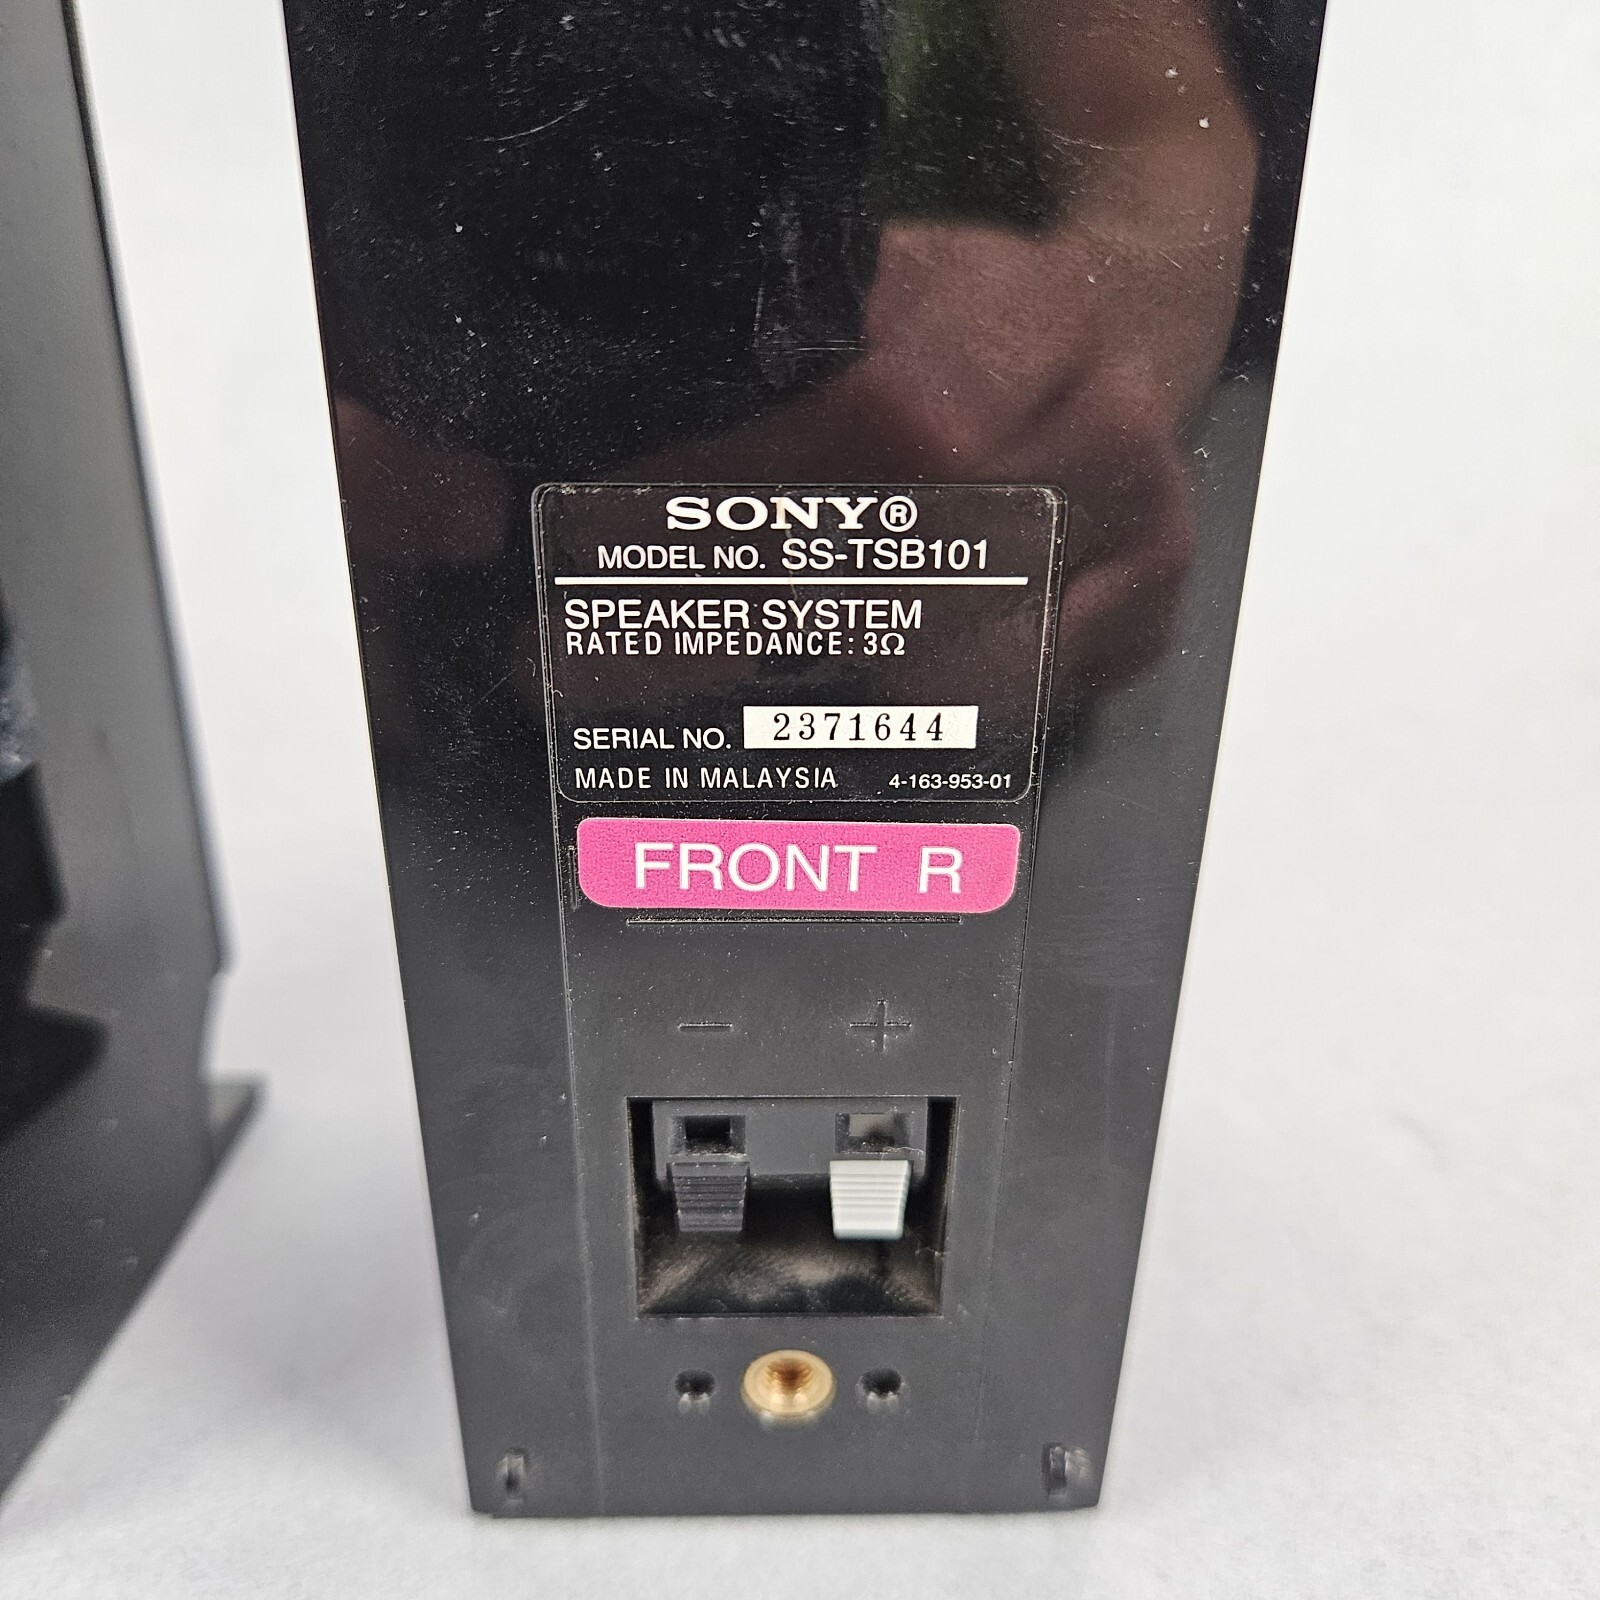 SONY®
MODEL NO. SS-TSB101
SPEAKER SYSTEM
RATED IMPEDANCE: 3Ω
SERIAL NO. 2371644
MADE IN MALAYSIA 4-163-953-01
FRONT R
− +